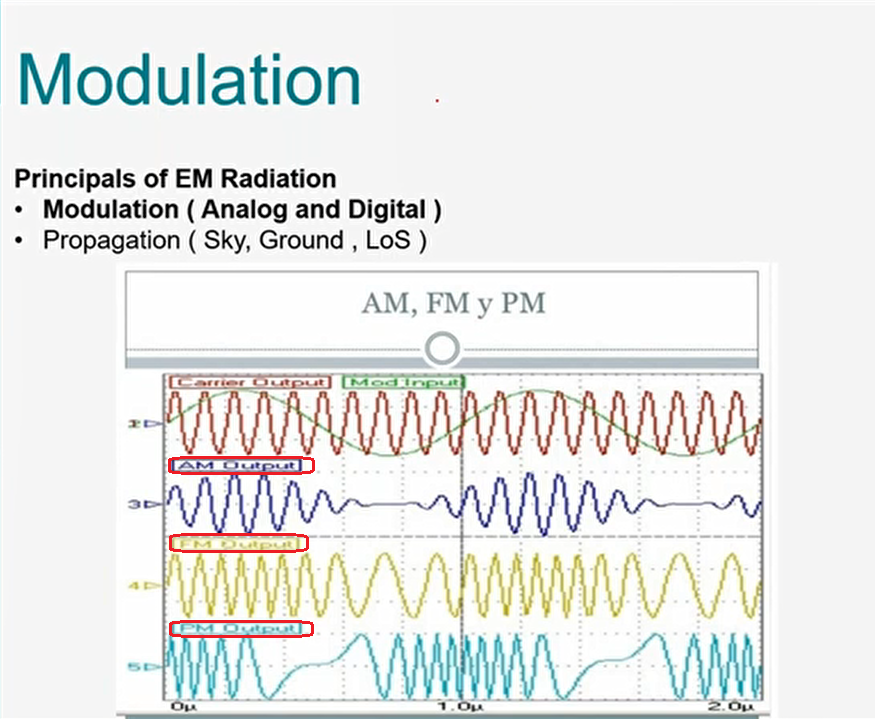 Modulation
Principals of EM Radiation
• Modulation ( Analog and Digital )
• Propagation ( Sky, Ground , LoS )
AM, FM y PM
Carrier Output Mod Input
1
AM Output
3
FM Output
4
PM Output
5
0µ 1.0µ 2.0µ